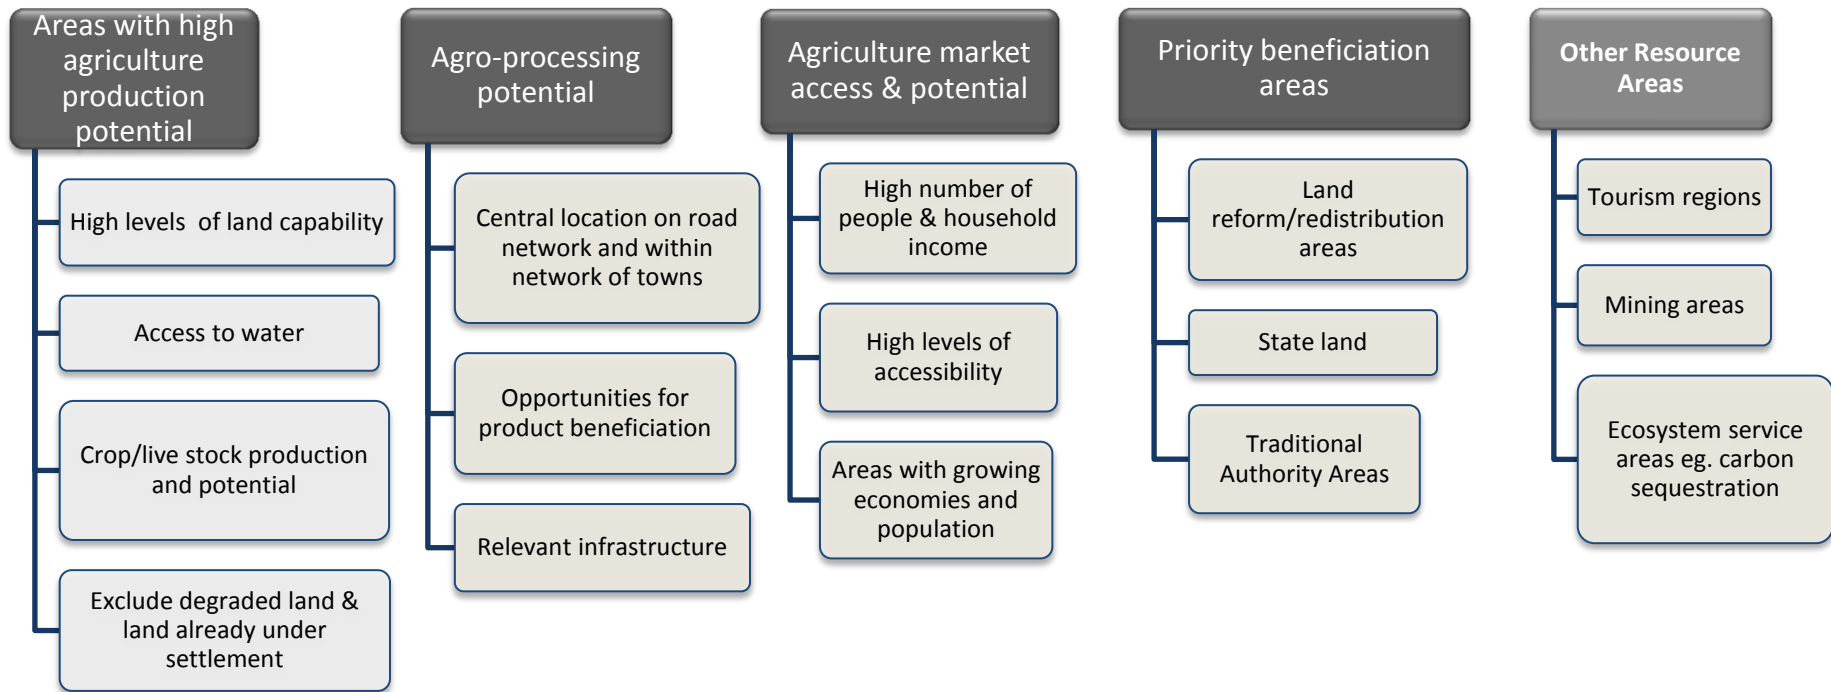 Areas with high
agriculture
production
potential
High levels of land capability
Access to water
Crop/live stock production
and potential
Exclude degraded land &
land already under
settlement
Agro-processing
potential
Central location on road
network and within
network of towns
Opportunities for
product beneficiation
Relevant infrastructure
Agriculture market
access & potential
High number of
people & household
income
High levels of
accessibility
Areas with growing
economies and
population
Priority beneficiation
areas
Land
reform/redistribution
areas
State land
Traditional
Authority Areas
Other Resource
Areas
Tourism regions
Mining areas
Ecosystem service
areas eg. carbon
sequestration